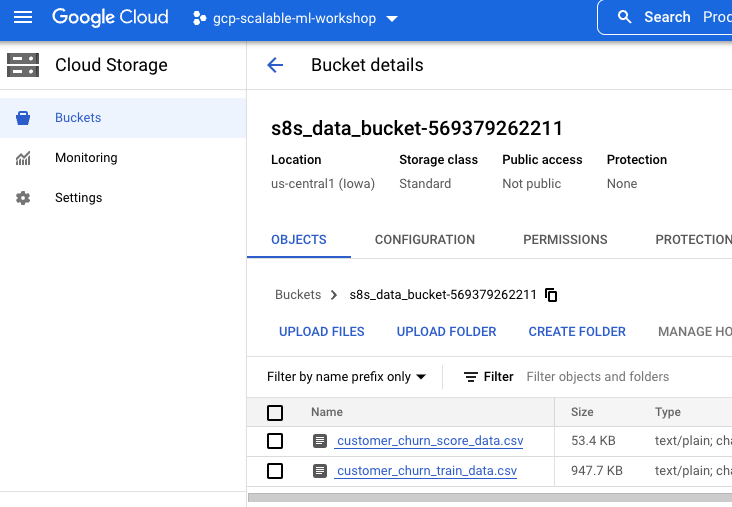 Google Cloud
gcp-scalable-ml-workshop
Search Proc
Cloud Storage
Bucket details
Buckets
Monitoring
Settings
s8s_data_bucket-569379262211
Location Storage class Public access Protection
us-central1 (Iowa) Standard Not public None
OBJECTS CONFIGURATION PERMISSIONS PROTECTION
Buckets s8s_data_bucket-569379262211
UPLOAD FILES UPLOAD FOLDER CREATE FOLDER MANAGE HO
Filter by name prefix only Filter Filter objects and folders
Name Size Type
customer_churn_score_data.csv 53.4 KB text/plain; cha
customer_churn_train_data.csv 947.7 KB text/plain; cha